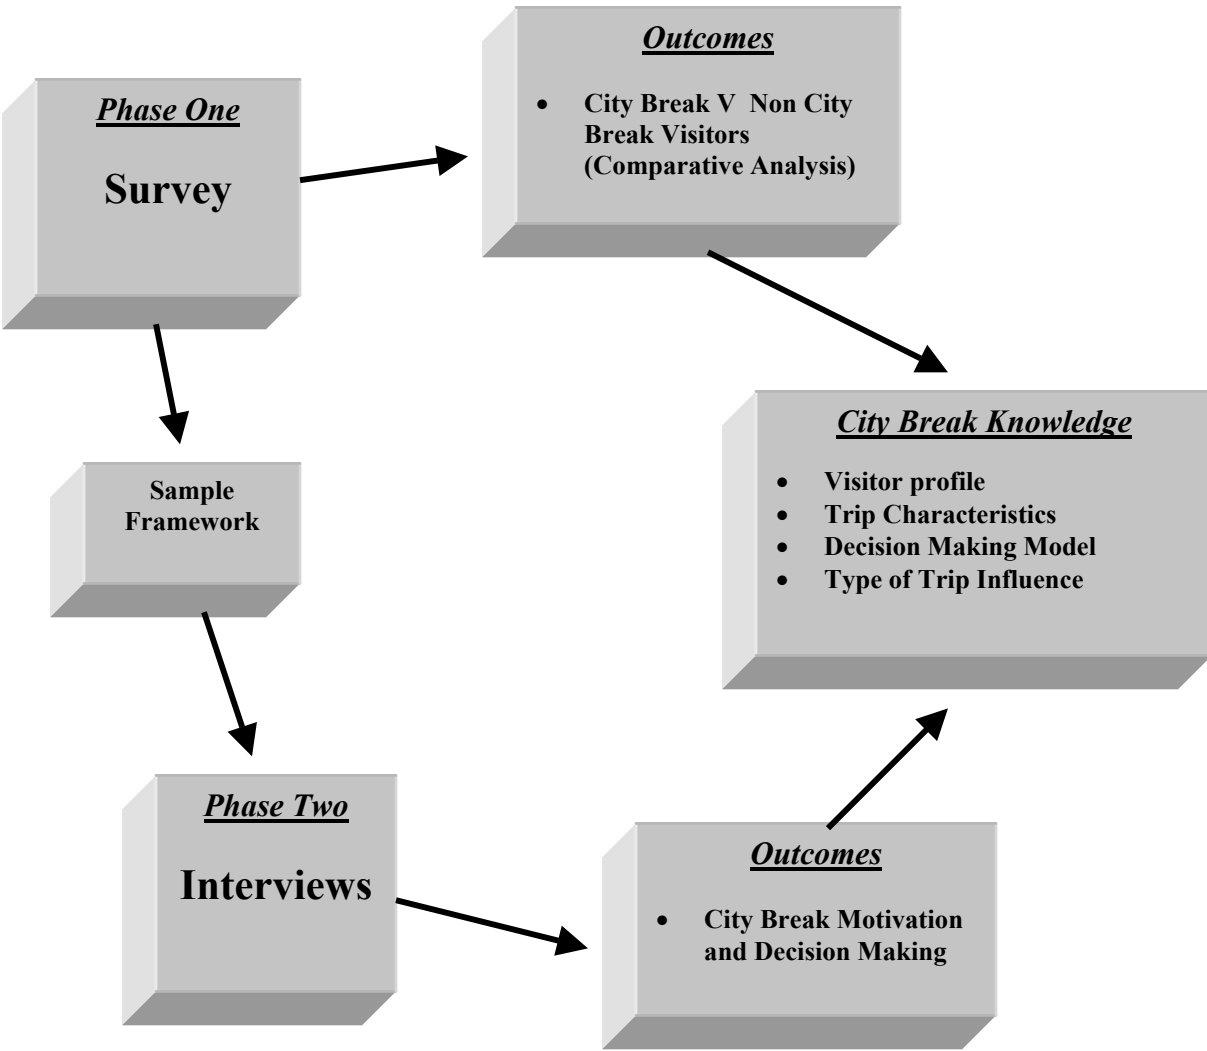 Phase One
Survey
Outcomes
• City Break V  Non City
Break Visitors
(Comparative Analysis)
City Break Knowledge
• Visitor profile
• Trip Characteristics
• Decision Making Model
• Type of Trip Influence
Sample
Framework
Phase Two
Interviews
Outcomes
• City Break Motivation
and Decision Making